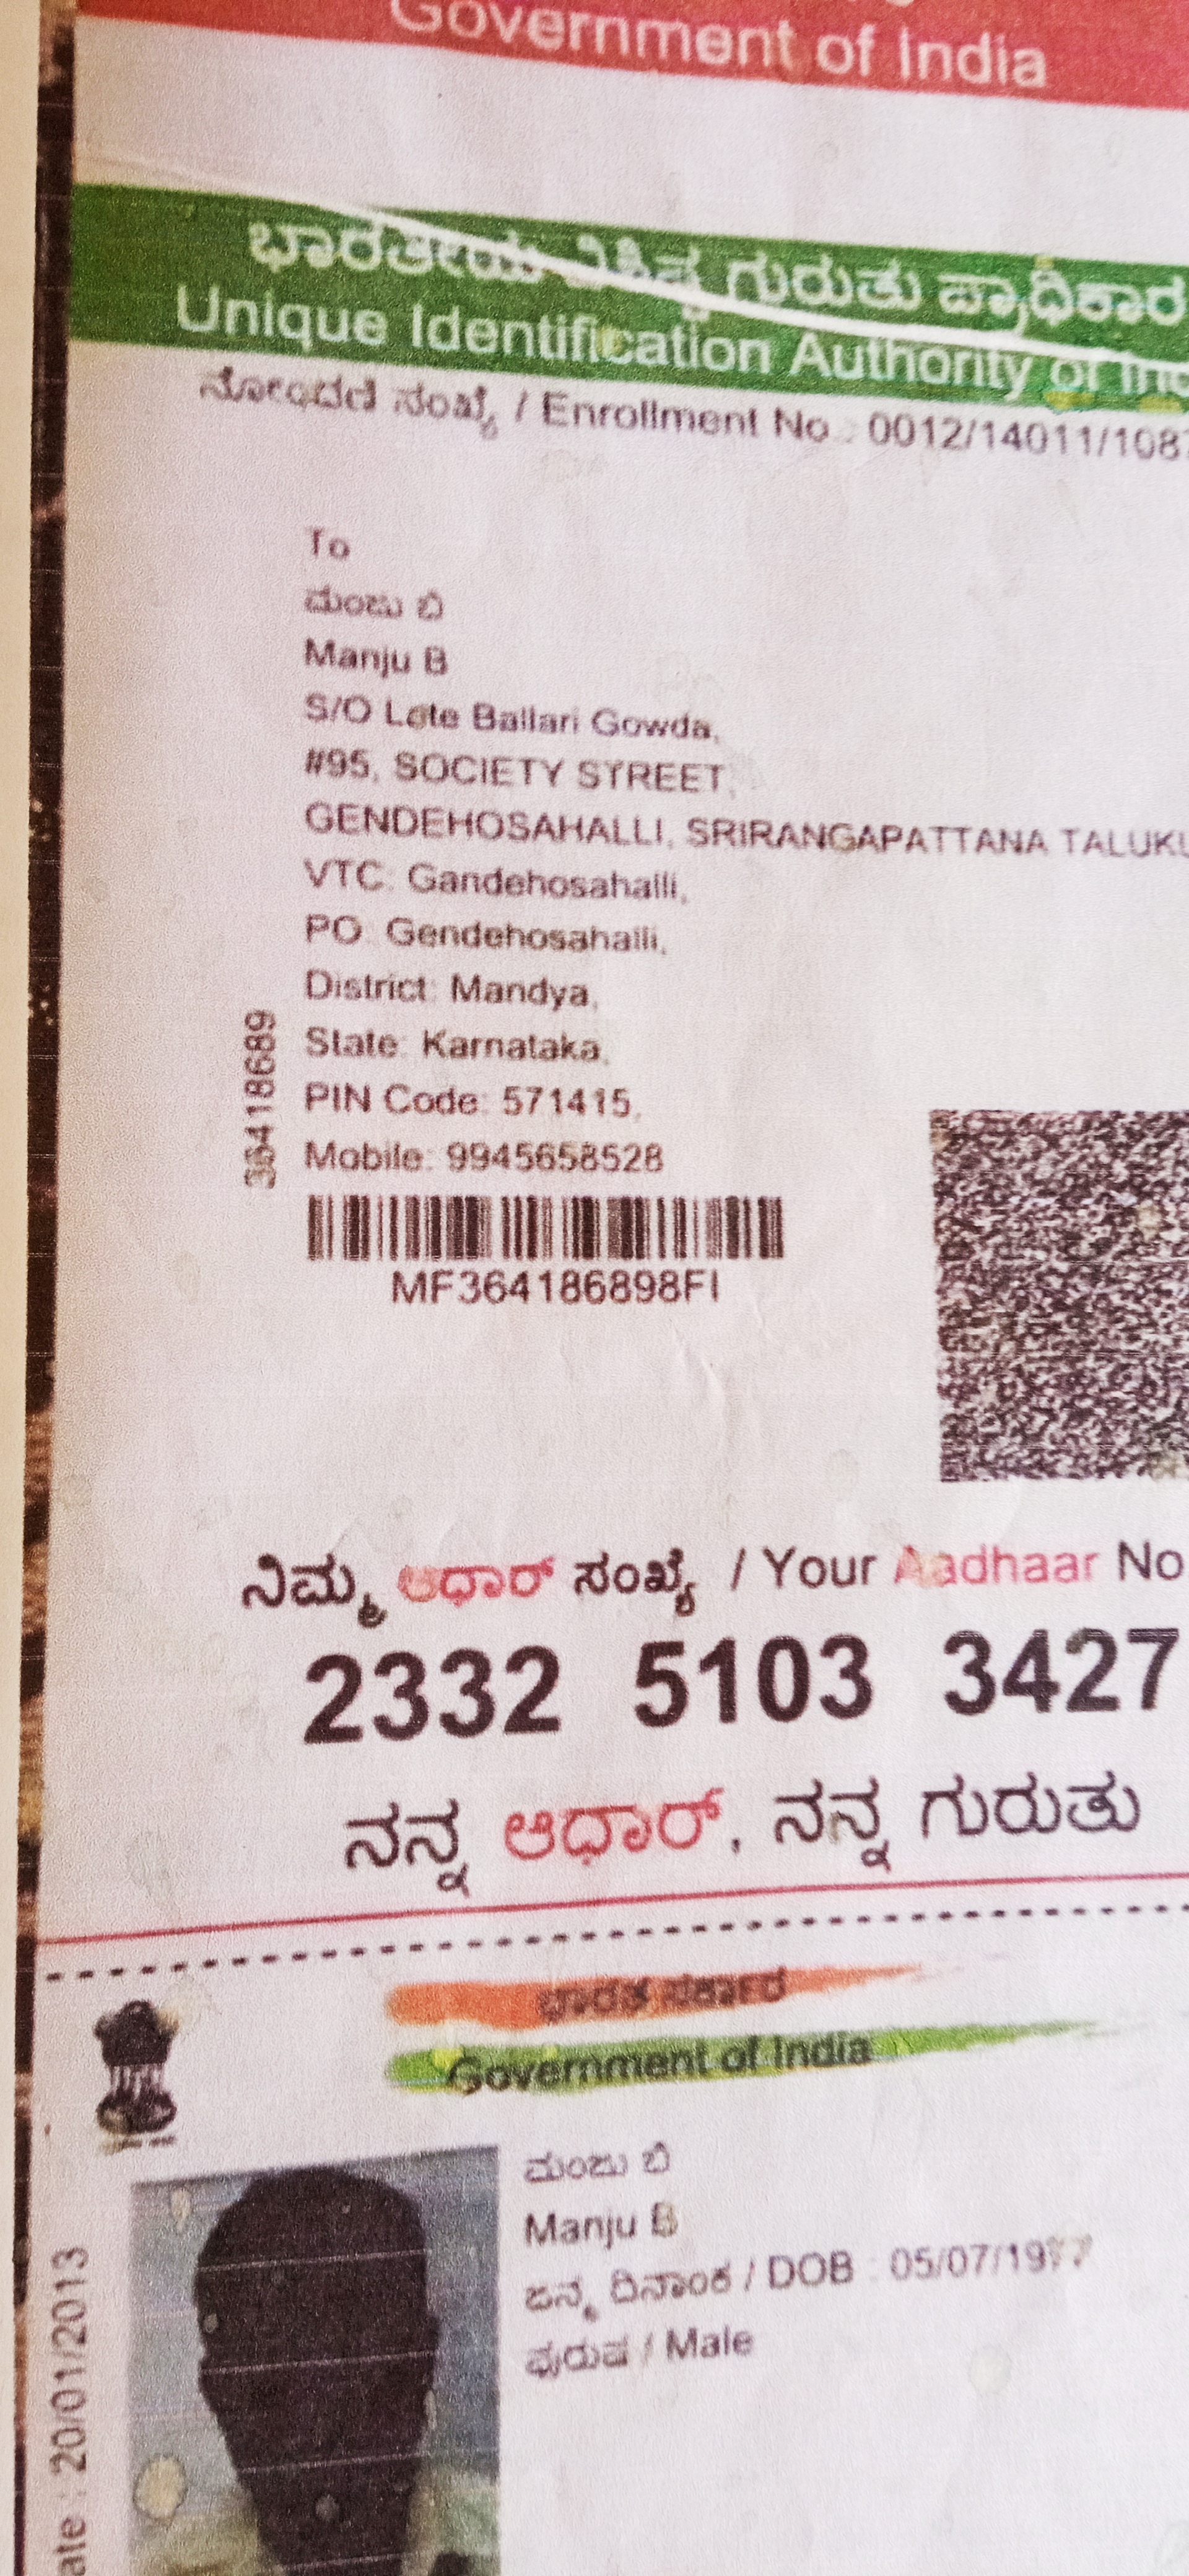 Government of India
ಭಾರತೀಯ ವಿಶಿಷ್ಟ ಗುರುತು ಪ್ರಾಧಿಕಾರ
Unique Identification Authority of
ನೋಂದಣಿ ಸಂಖ್ಯೆ / Enrollment No.: 0012/14011/108
To
ಮಂಜು ಬಿ
Manju B
S/O Late Ballari Gowda,
#95, SOCIETY STREET,
GENDEHOSAHALLI, SRIRANGAPATTANA
VTC: Gandehosahalli,
PO: Gendehosahalli,
District: Mandya,
State: Karnataka,
PIN Code: 571415,
Mobile: 9945658528
36418689
MF364186898FI
ನಿಮ್ಮ ಆಧಾರ್ ಸಂಖ್ಯೆ / Your Aadhaar No
2332 5103 3427
ನನ್ನ ಆಧಾರ್, ನನ್ನ ಗುರುತು
ಭಾರತ ಸರ್ಕಾರ
Government of India
ಮಂಜು ಬಿ
Manju B
ಜನ್ಮ ದಿನಾಂಕ / DOB : 05/07/1977
ಪುರುಷ / Male
ate : 20/01/2013